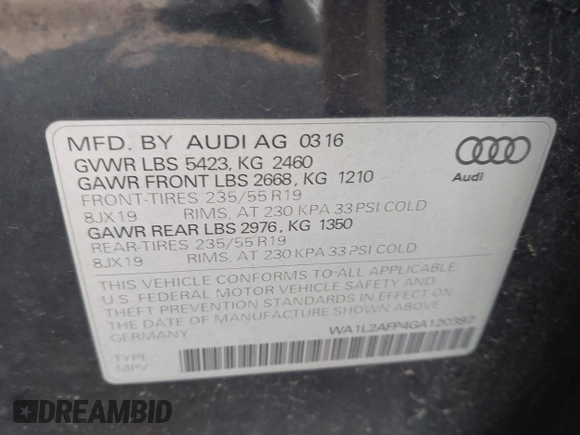 MFD. BY AUDI AG 03 16
GVWR LBS 5423, KG 2460
GAWR FRONT LBS 2668, KG 1210
FRONT-TIRES 235/55 R19
8JX19 RIMS, AT 230 KPA 33 PSI COLD
GAWR REAR LBS 2976, KG 1350
REAR-TIRES 235/55 R19
8JX19 RIMS, AT 230 KPA 33 PSI COLD
THIS VEHICLE CONFORMS TO ALL APPLICABLE
U.S. FEDERAL MOTOR VEHICLE SAFETY AND
THEFT PREVENTION STANDARDS IN EFFECT ON
THE DATE OF MANUFACTURE SHOWN ABOVE
GERMANY
WA1L2AFP4GA120397
TYPE:
MPV
Audi
DREAMBID